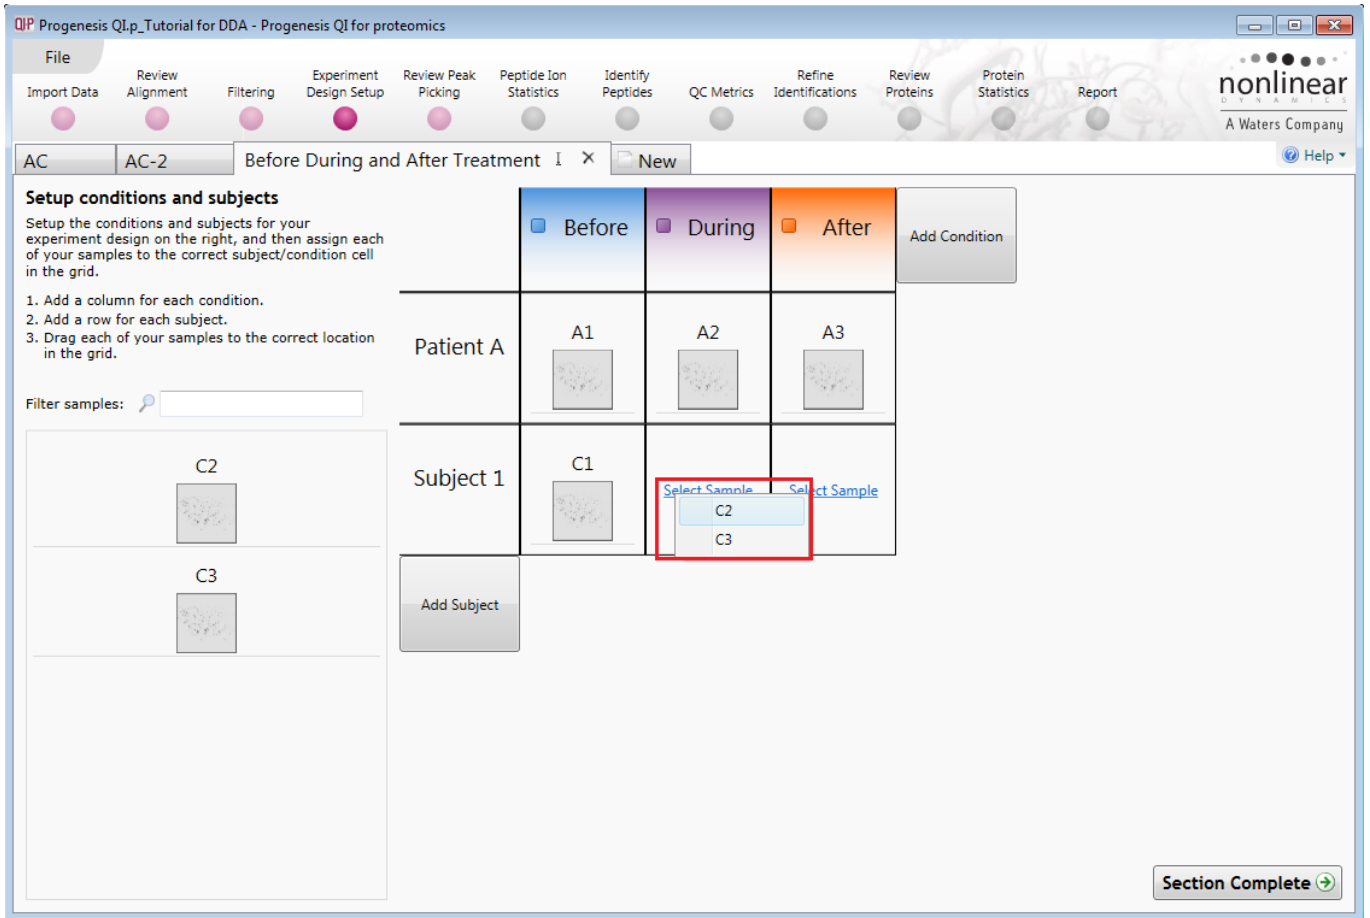 Progenesis QI.p_Tutorial for DDA - Progenesis QI for proteomics
File
Import Data
Review
Alignment
Filtering
Experiment
Design Setup
Review Peak
Picking
Peptide Ion
Statistics
Identify
Peptides
QC Metrics
Refine
Identifications
Review
Proteins
Protein
Statistics
Report
nonlinear
DYNAMICS
A Waters Company
AC
AC-2
Before During and After Treatment
New
Help
Setup conditions and subjects
Setup the conditions and subjects for your
experiment design on the right, and then assign each
of your samples to the correct subject/condition cell
in the grid.
1. Add a column for each condition.
2. Add a row for each subject.
3. Drag each of your samples to the correct location
in the grid.
Filter samples:
C2
C3
Before
During
After
Add Condition
Patient A
A1
A2
A3
Subject 1
C1
Select Sample
Select Sample
C2
C3
Add Subject
Section Complete